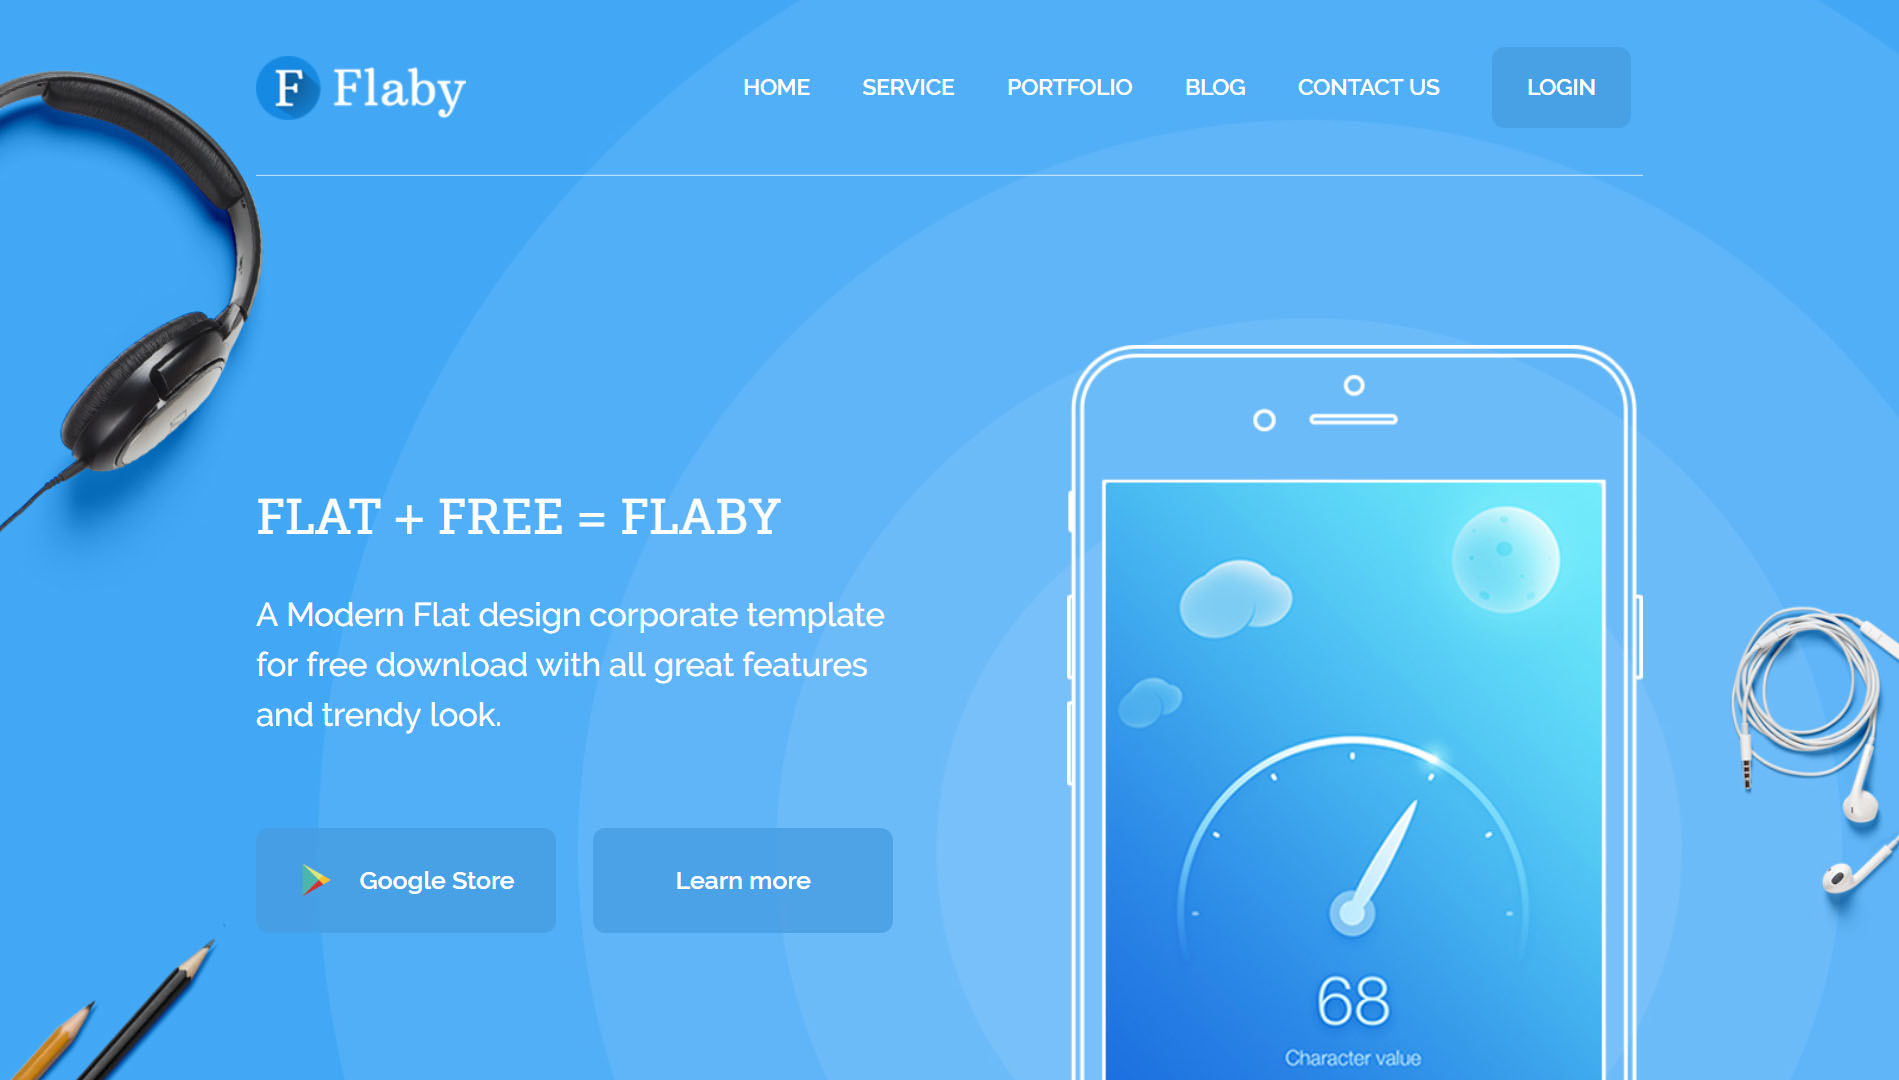 F Flaby
HOME SERVICE PORTFOLIO BLOG CONTACT US LOGIN
FLAT + FREE = FLABY
A Modern Flat design corporate template
for free download with all great features
and trendy look.
Google Store
Learn more
68
Character value